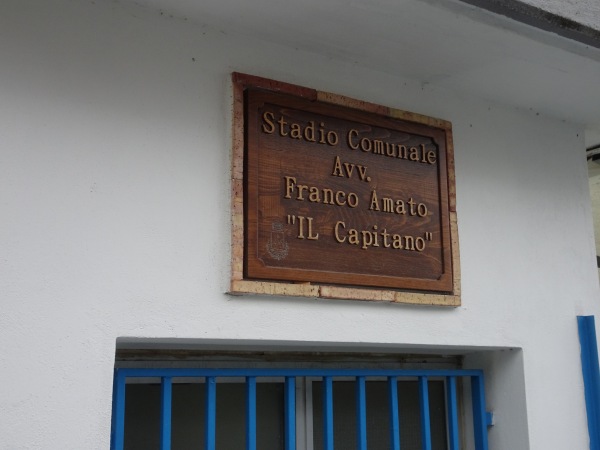 Stadio Comunale
Avv.
Franco Amato
"IL Capitano"